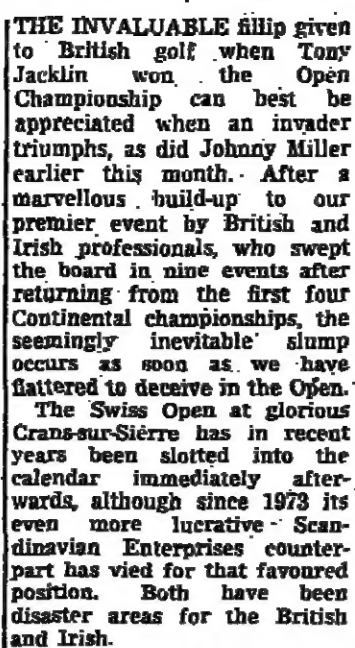 THE INVALUABLE fillip given
to British golf when Tony
Jacklin won the Open
Championship can best be
appreciated when an invader
triumphs, as did Johnny Miller
earlier this month. After a
marvellous build-up to our
premier event by British and
Irish professionals, who swept
the board in nine events after
returning from the first four
Continental championships, the
seemingly inevitable slump
occurs as soon as we have
flattered to deceive in the Open.
The Swiss Open at glorious
Crans-sur-Sièrre has in recent
years been slotted into the
calendar immediately after-
wards, although since 1973 its
even more lucrative Scan-
dinavian Enterprises counter-
part has vied for that favoured
position. Both have been
disaster areas for the British
and Irish.